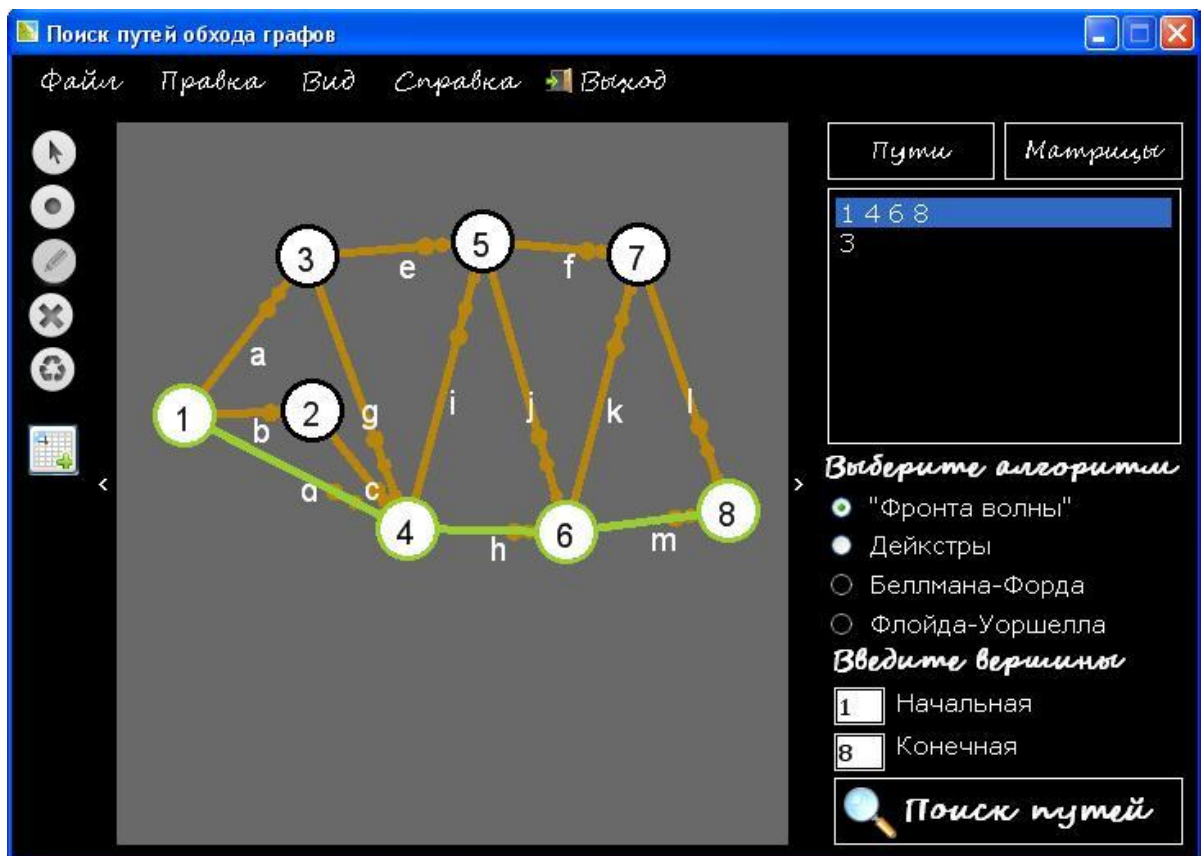 Поиск путей обхода графов
Файл Правка Вид Справка Выход
Пути Матрицы
1 4 6 8
3
3 5 7
e f
a
1 2
b g i j k l
d c
4 6 8
h m
Выберите алгоритм
"Фронта волны"
Дейкстры
Беллмана-Форда
Флойда-Уоршелла
Введите вершины
1 Начальная
8 Конечная
Поиск путей